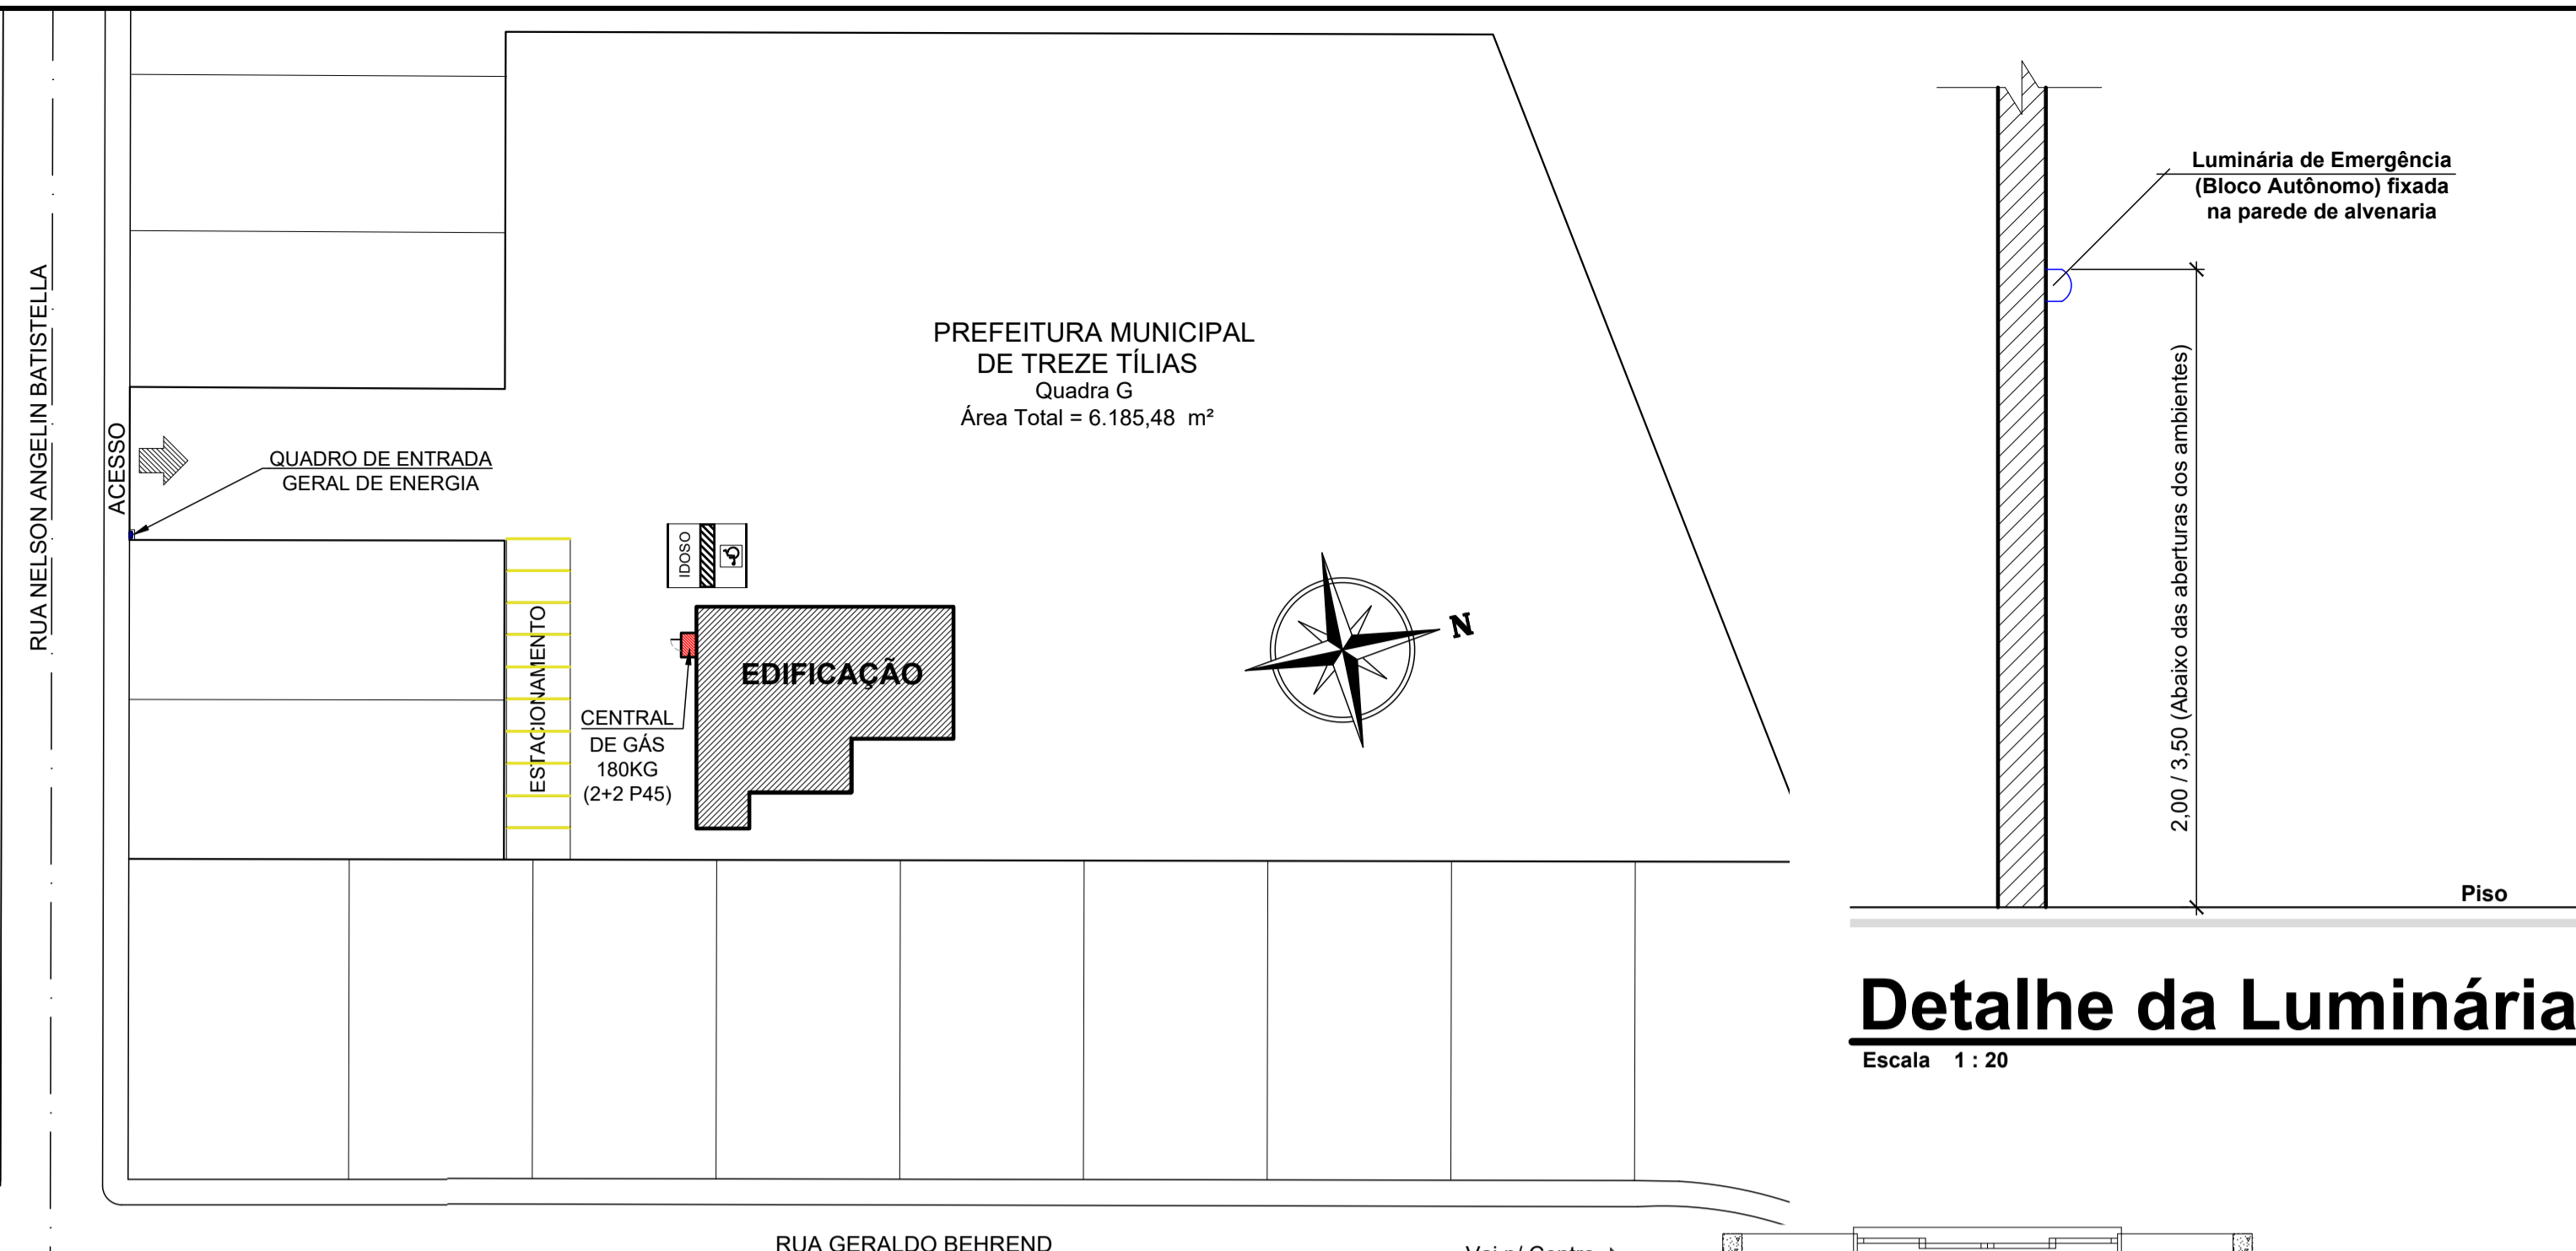 RUA NELSON ANGELIN BATISTELLA
ACESSO
QUADRO DE ENTRADA
GERAL DE ENERGIA
PREFEITURA MUNICIPAL
DE TREZE TÍLIAS
Quadra G
Área Total = 6.185,48 m²
IDOSO
ESTACIONAMENTO
EDIFICAÇÃO
CENTRAL
DE GÁS
180KG
(2+2 P45)
N
RUA GERALDO BEHREND
Vai p/ Centro
Luminária de Emergência
(Bloco Autônomo) fixada
na parede de alvenaria
2,00 / 3,50 (Abaixo das aberturas dos ambientes)
Piso
Detalhe da Luminária
Escala 1 : 20